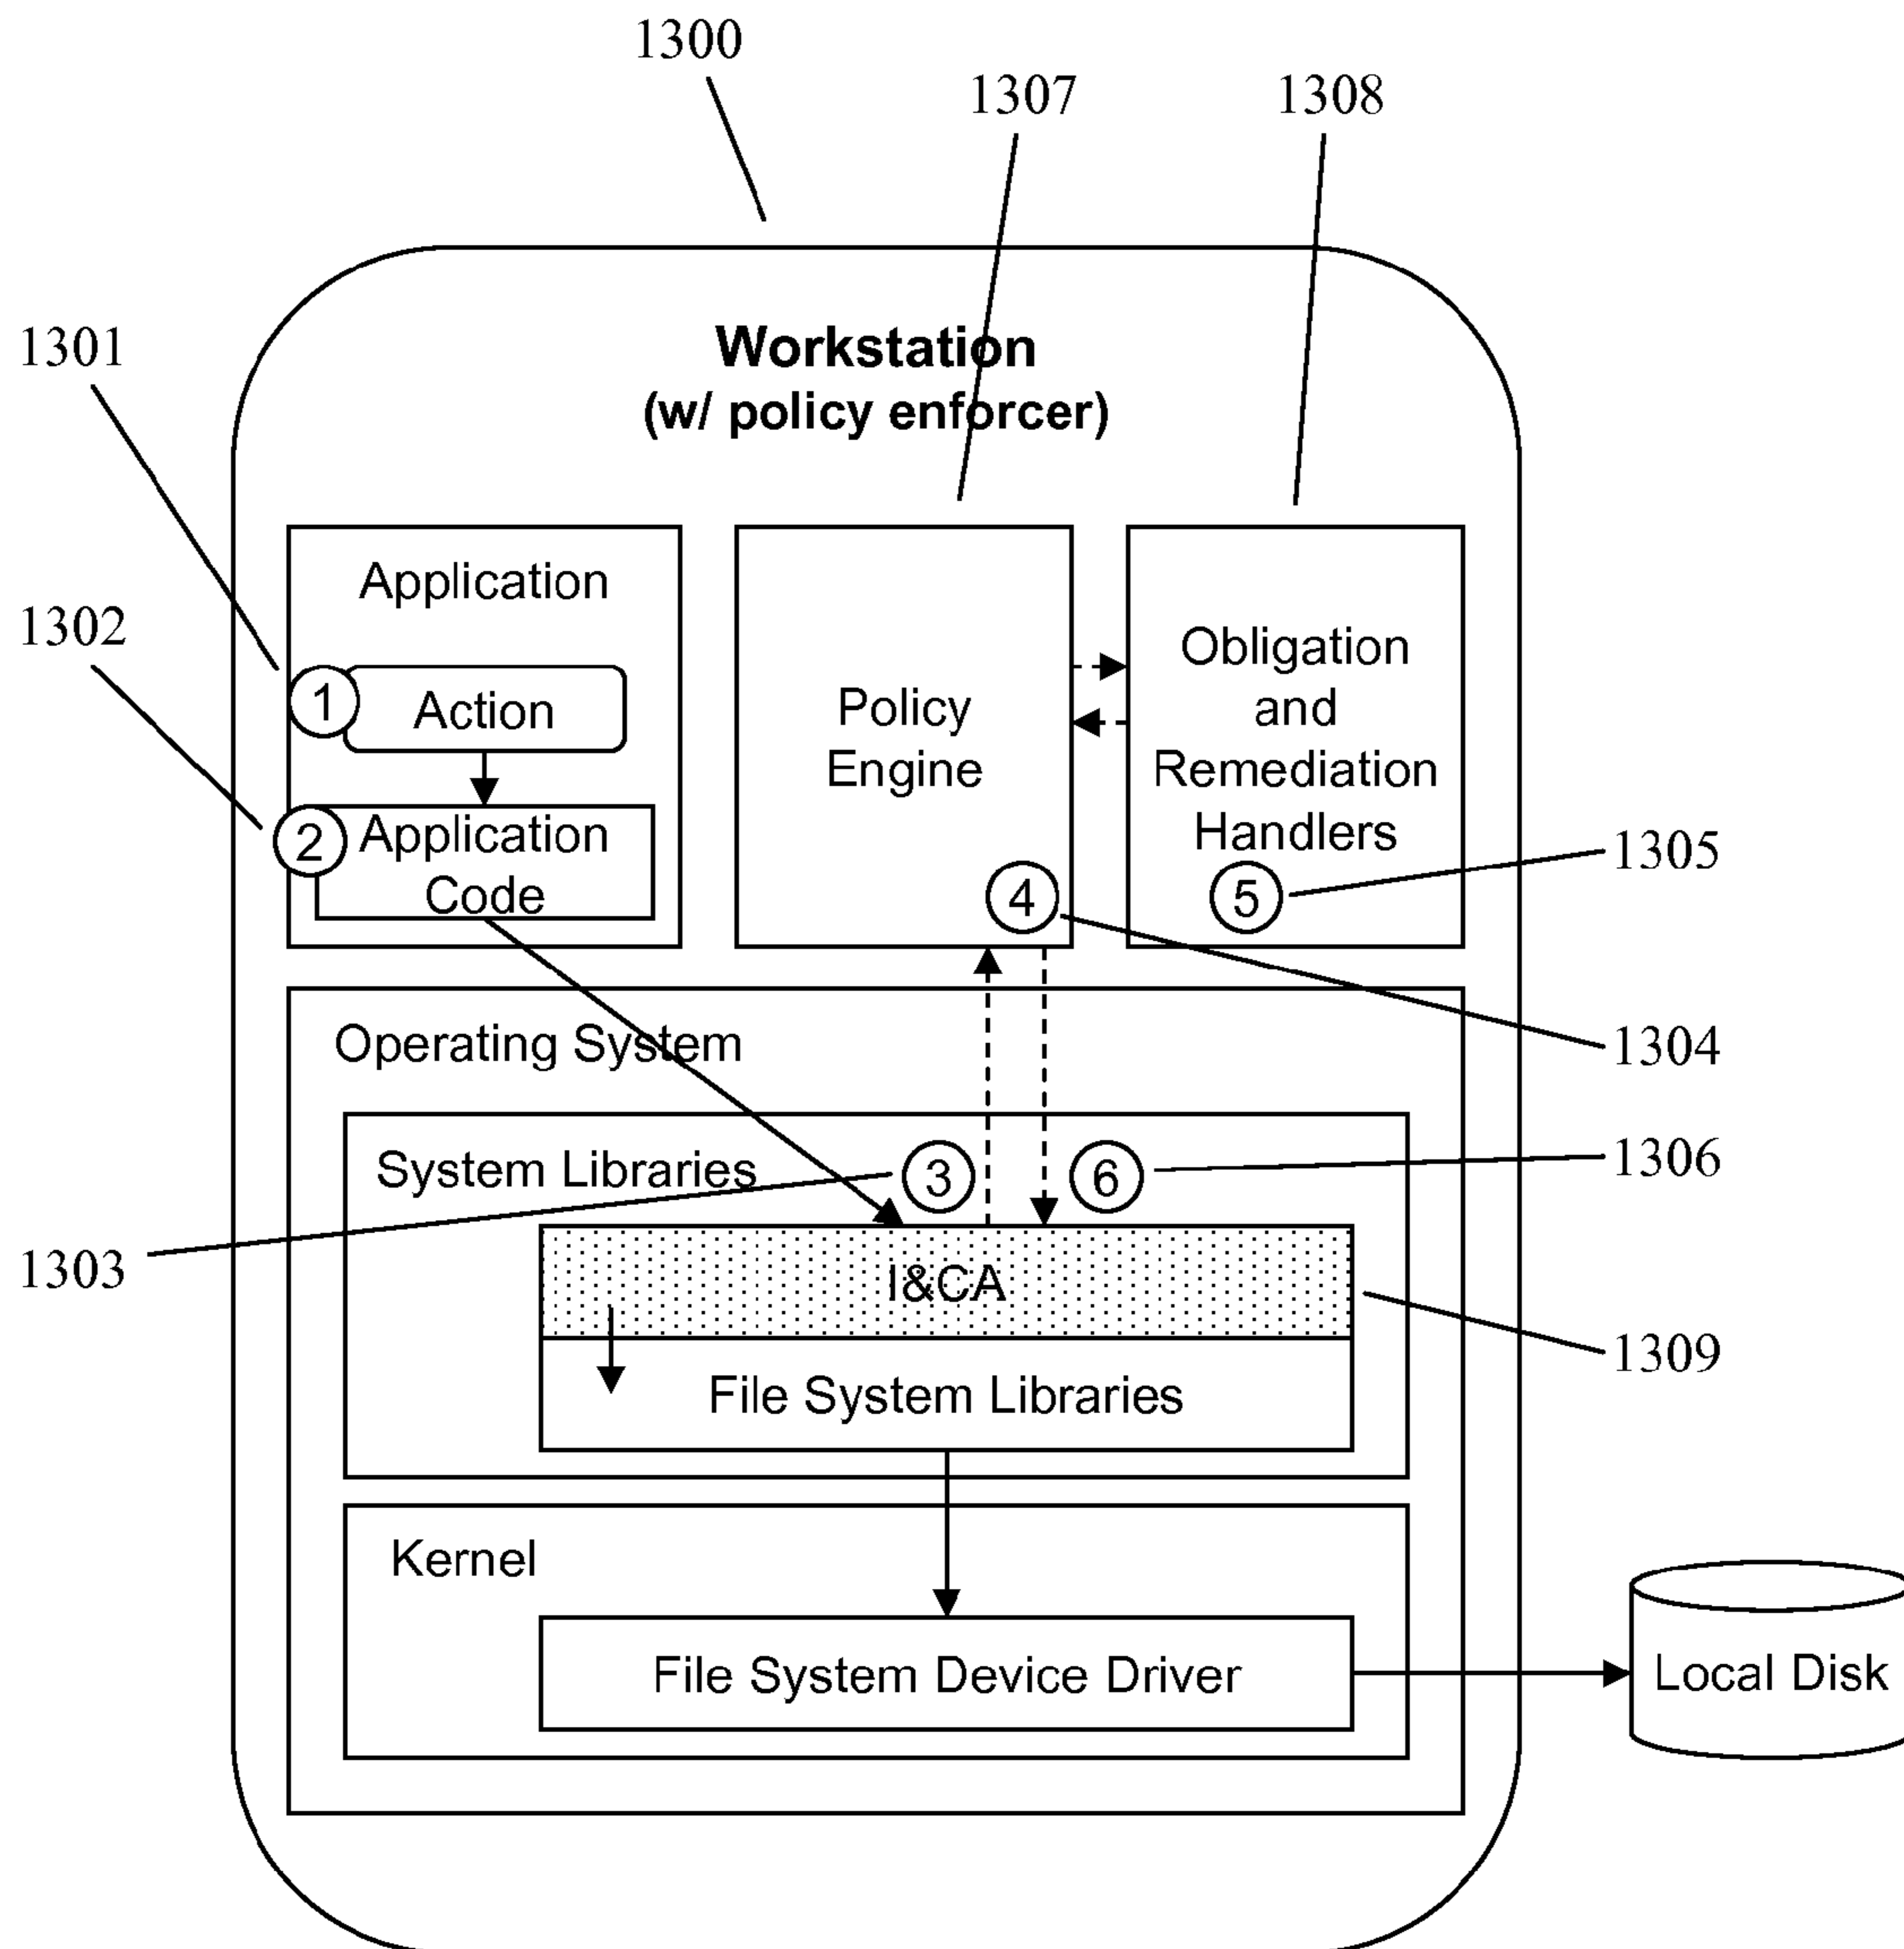 1300
1307
1308
1301
Workstation
(w/ policy enforcer)
1302
Application
1
Action
2
Application
Code
Policy
Engine
4
Obligation
and
Remediation
Handlers
5
1305
1304
Operating System
System Libraries
3
6
1306
1303
I&CA
1309
File System Libraries
Kernel
File System Device Driver
Local Disk